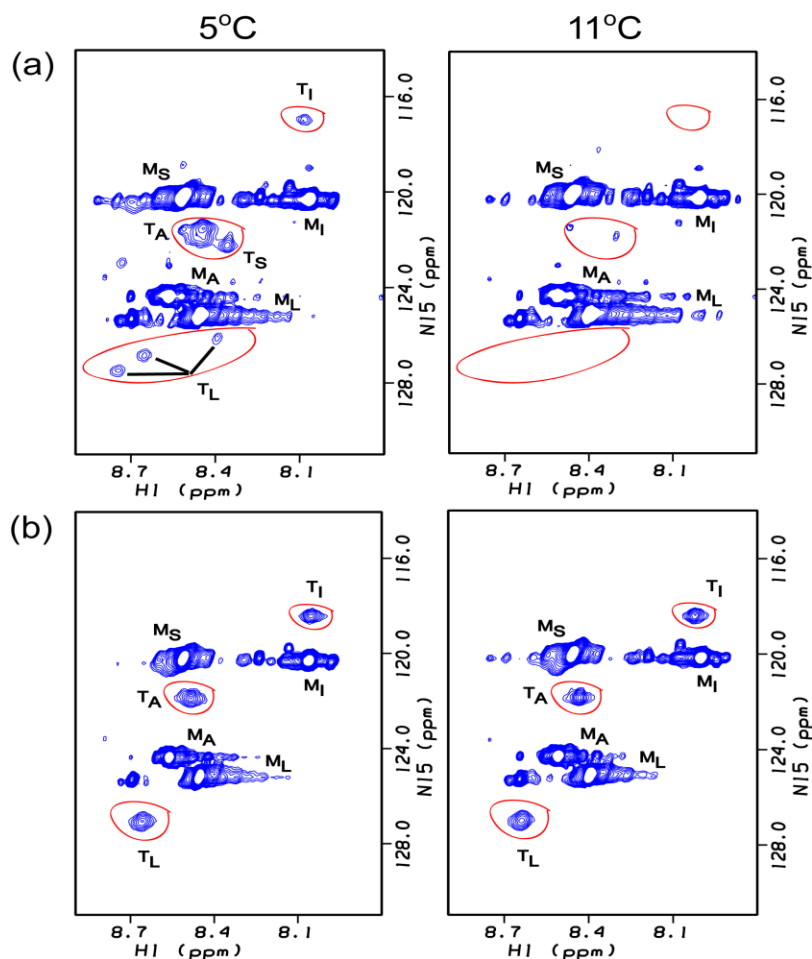 5°C 11°C
(a)
T_I
M_S M_S
M_I M_I
T_A T_S
M_A M_A
M_L M_L
T_L
116.0 120.0 124.0 128.0
N15 (ppm)
116.0 120.0 124.0 128.0
N15 (ppm)
8.7 8.4 8.1 8.7 8.4 8.1
H1 (ppm) H1 (ppm)
(b)
T_I T_I
M_S M_S
M_I M_I
T_A T_A
M_A M_A
M_L M_L
T_L T_L
116.0 120.0 124.0 128.0
N15 (ppm)
116.0 120.0 124.0 128.0
N15 (ppm)
8.7 8.4 8.1 8.7 8.4 8.1
H1 (ppm) H1 (ppm)